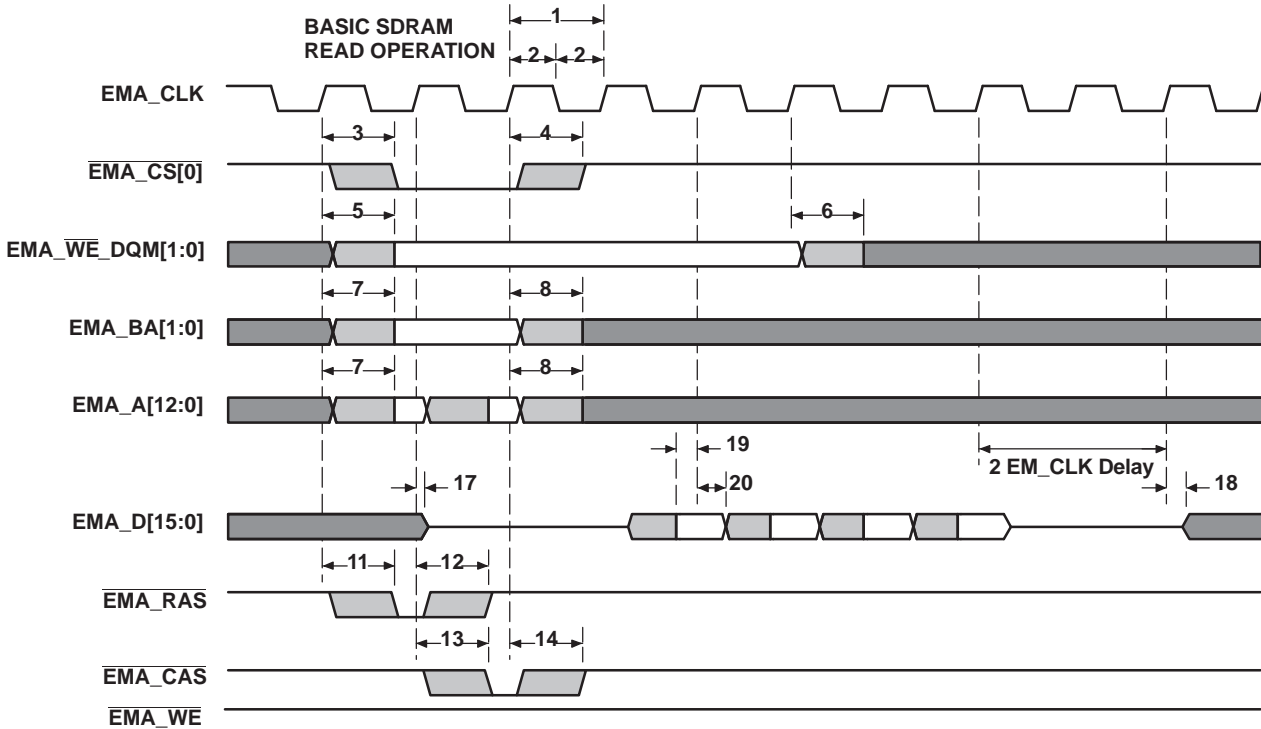 1
BASIC SDRAM
READ OPERATION
2 2
EMA_CLK
3 4
EMA_CS[0]
5 6
EMA_WE_DQM[1:0]
7 8
EMA_BA[1:0]
7 8
EMA_A[12:0]
19
2 EM_CLK Delay
17 20 18
EMA_D[15:0]
11 12
EMA_RAS
13 14
EMA_CAS
EMA_WE